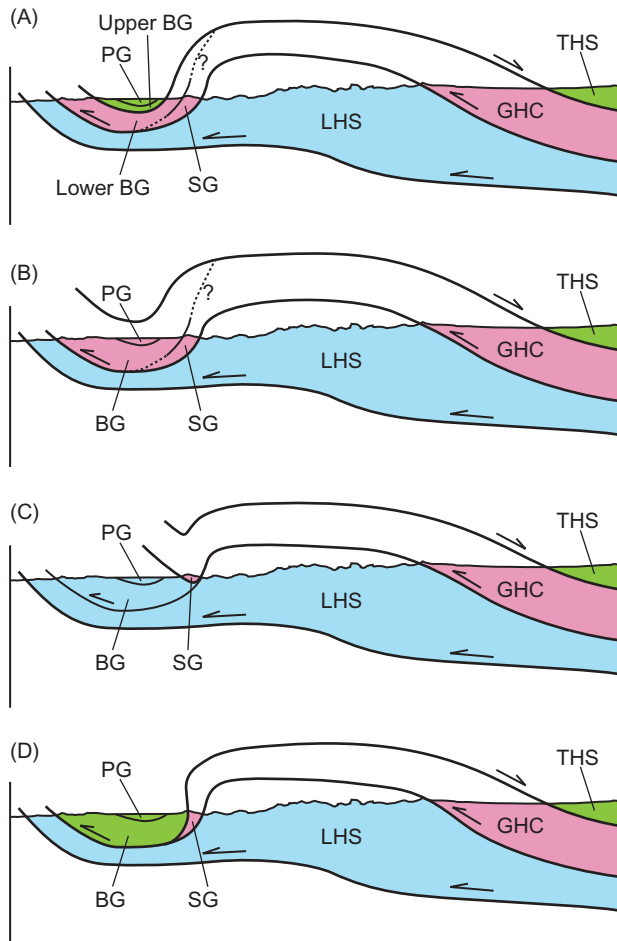 (A)
Upper BG
PG
THS
?
LHS
GHC
Lower BG
SG
(B)
PG
THS
?
LHS
GHC
BG
SG
(C)
PG
THS
LHS
GHC
BG
SG
(D)
PG
THS
LHS
GHC
BG
SG